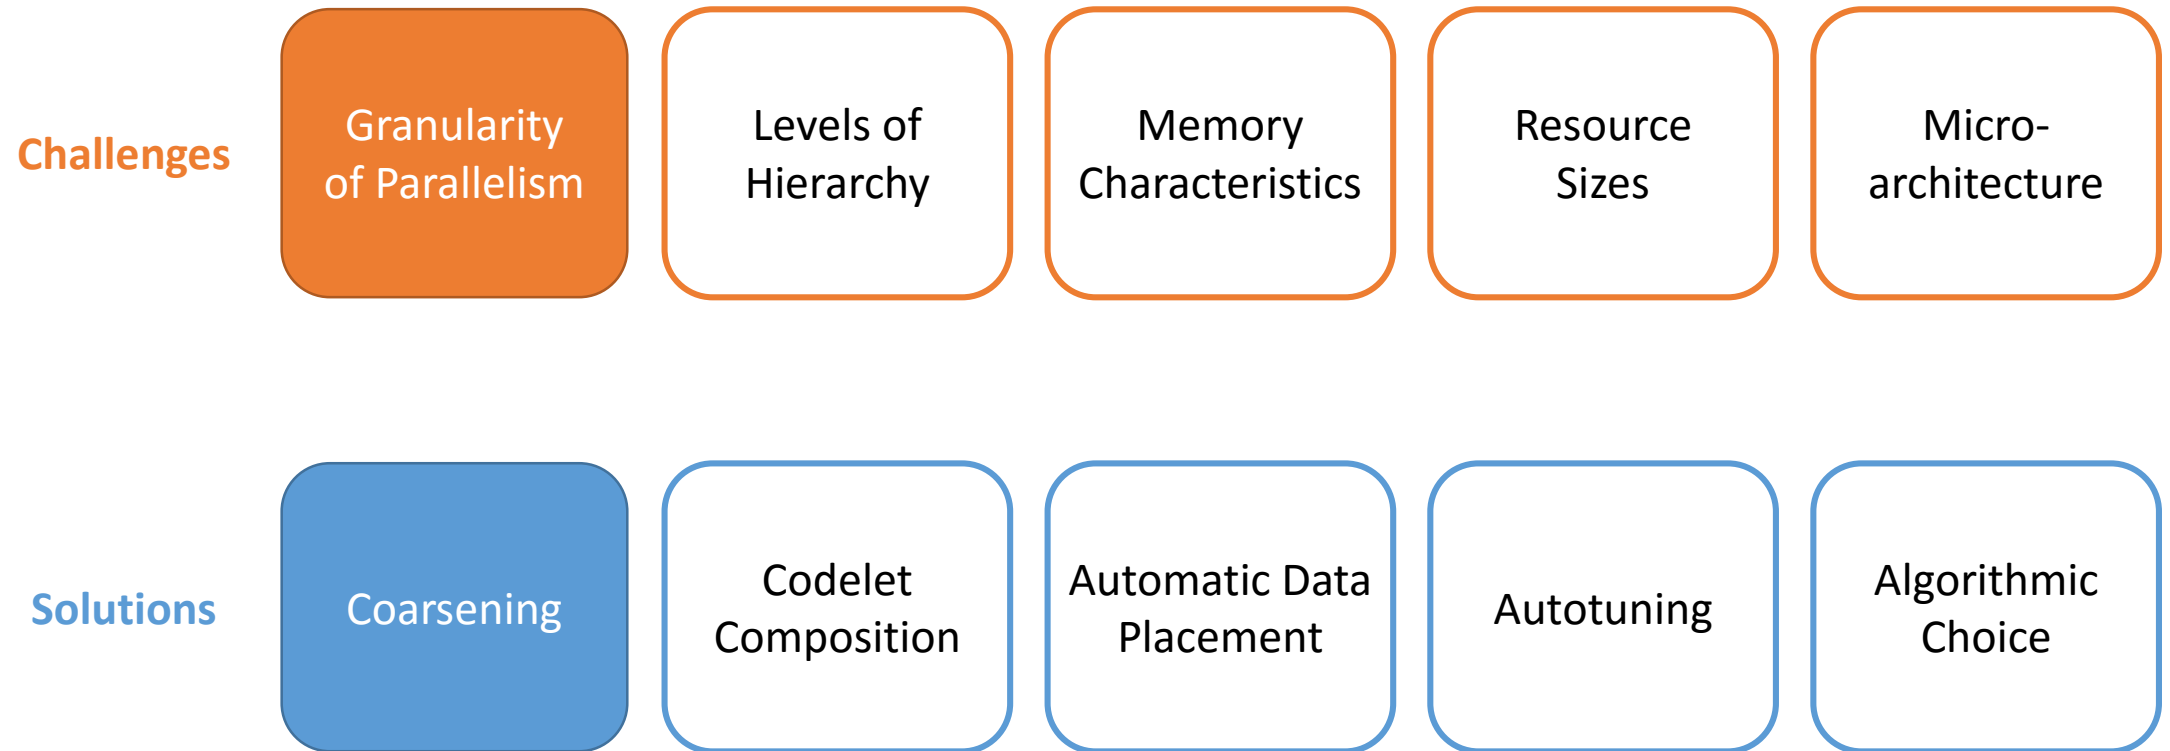 Challenges
Granularity
of Parallelism
Levels of
Hierarchy
Memory
Characteristics
Resource
Sizes
Micro-
architecture
Solutions
Coarsening
Codelet
Composition
Automatic Data
Placement
Autotuning
Algorithmic
Choice